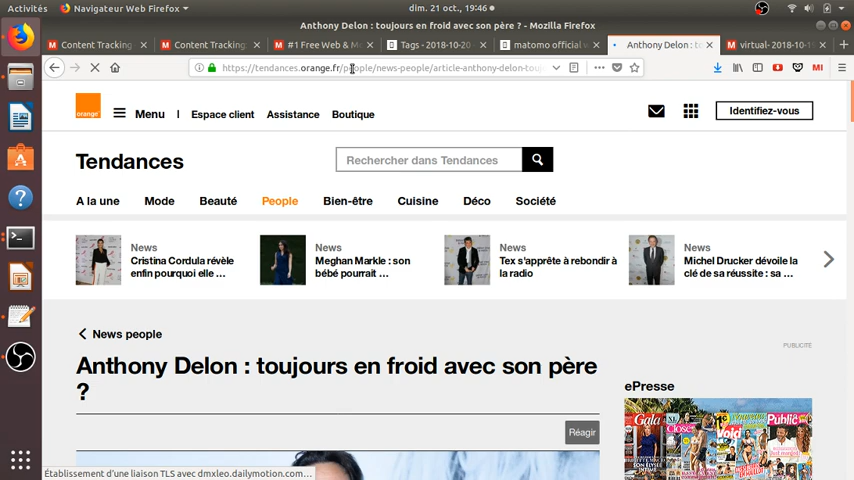 Activités
Navigateur Web Firefox
dim. 21 oct., 19:46
Anthony Delon : toujours en froid avec son père ? - Mozilla Firefox
Content Tracking
Content Tracking:
#1 Free Web & Mo
Tags - 2018-10-20
matomo official w
Anthony Delon : to
virtual- 2018-10-1
https://tendances.orange.fr/people/news-people/article-anthony-delon-touj
orange
Menu
Espace client
Assistance
Boutique
Identifiez-vous
Tendances
Rechercher dans Tendances
A la une
Mode
Beauté
People
Bien-être
Cuisine
Déco
Société
News
Cristina Cordula révèle
enfin pourquoi elle ...
News
Meghan Markle : son
bébé pourrait ...
News
Tex s'apprête à rebondir à
la radio
News
Michel Drucker dévoile la
clé de sa réussite : sa ...
News people
Anthony Delon : toujours en froid avec son père
?
PUBLICITÉ
ePresse
Réagir
Gala
Closer
Void
Public
Établissement d'une liaison TLS avec dmxleo.dailymotion.com...